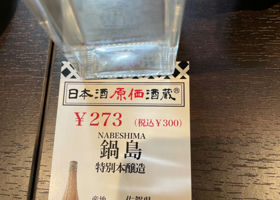 日本酒原価酒蔵®
￥273 （税込￥300）
NABESHIMA
鍋島
特別本醸造
産地 佐賀県